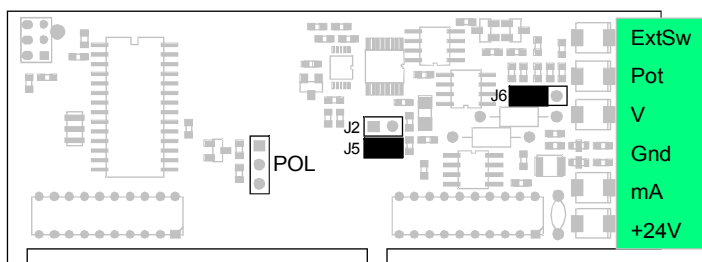 ExtSw
Pot
J6
V
J2
J5
Gnd
POL
mA
+24V